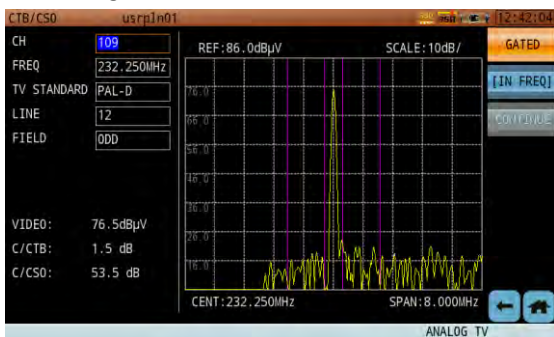 CTB/CSO usrpIn01 12:42:04
CH 109
FREQ 232.250MHz
TV STANDARD PAL-D
LINE 12
FIELD ODD
VIDEO: 76.5dBμV
C/CTB: 1.5 dB
C/CSO: 53.5 dB
REF:86.0dBμV SCALE:10dB/
76.0
66.0
56.0
46.0
36.0
26.0
16.0
CENT:232.250MHz SPAN:8.000MHz
GATED
[IN FREQ]
CONTINUE
ANALOG TV